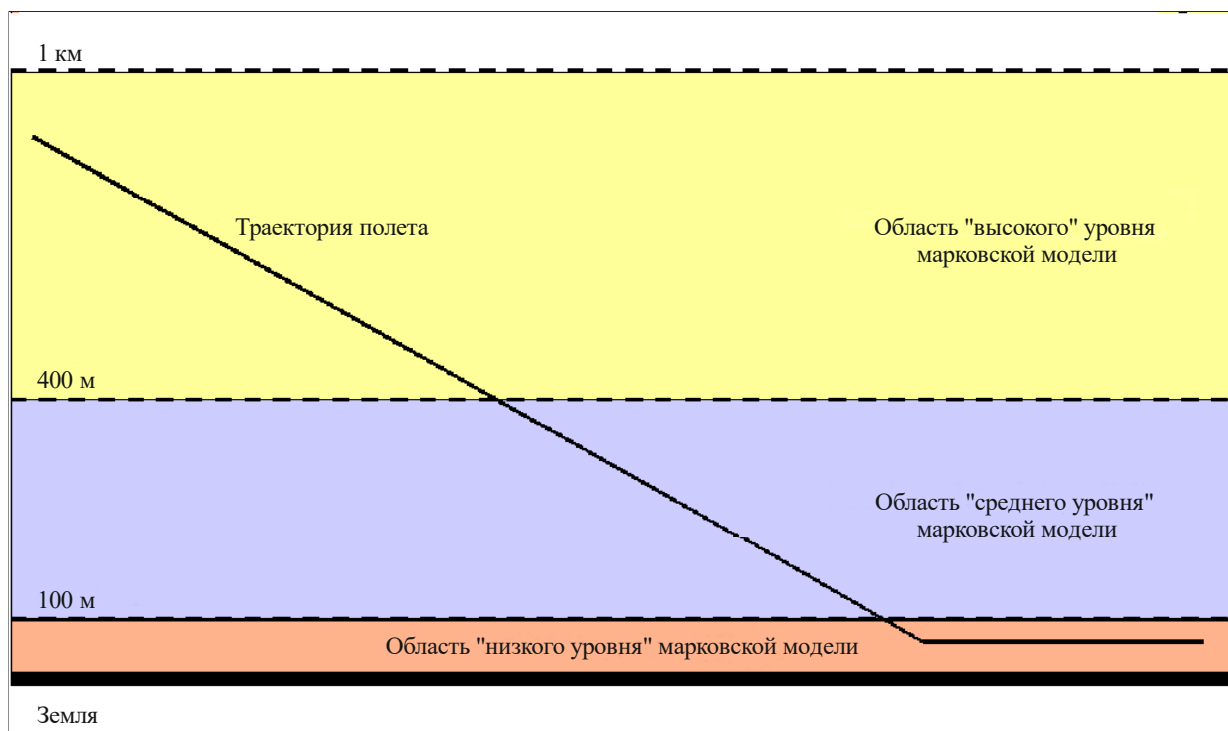 1 км
Траектория полета
Область "высокого" уровня
марковской модели
400 м
Область "среднего уровня"
марковской модели
100 м
Область "низкого уровня" марковской модели
Земля